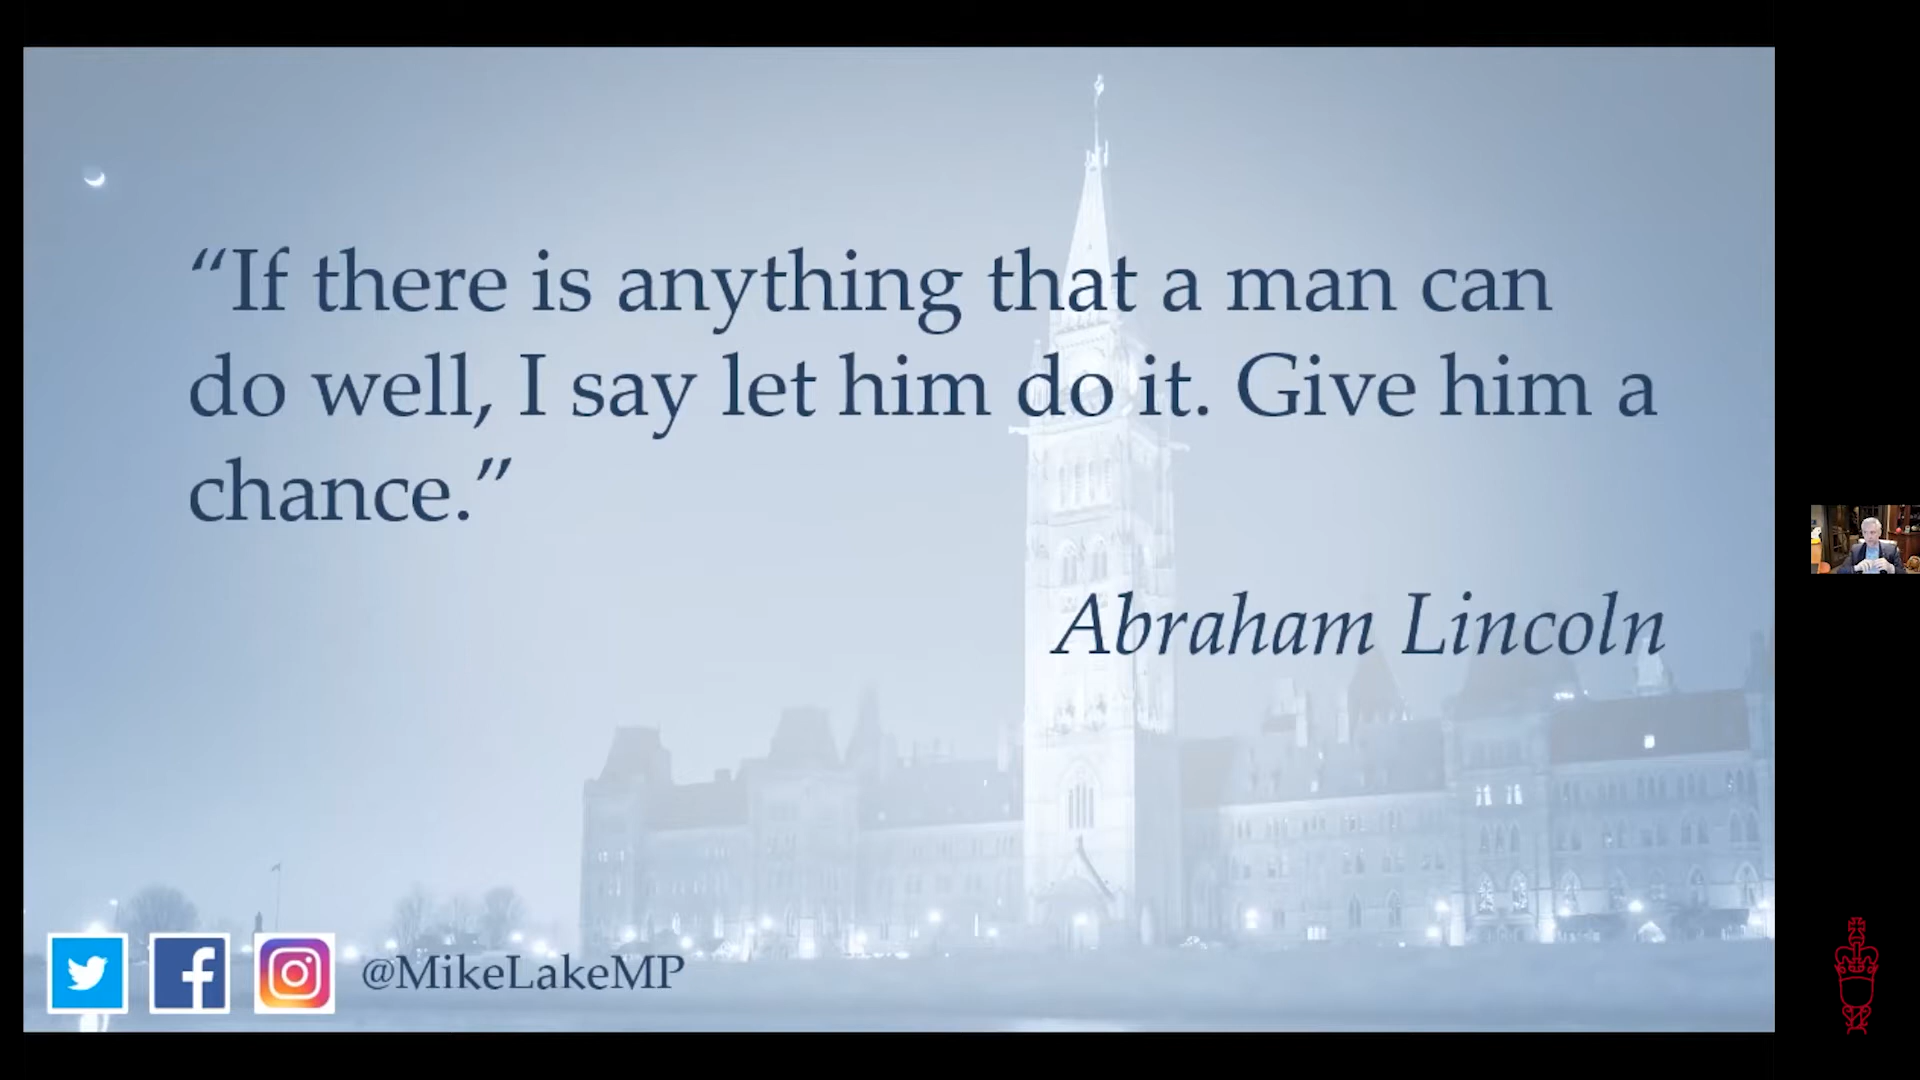 “If there is anything that a man can
do well, I say let him do it. Give him a
chance.”
Abraham Lincoln
@MikeLakeMP